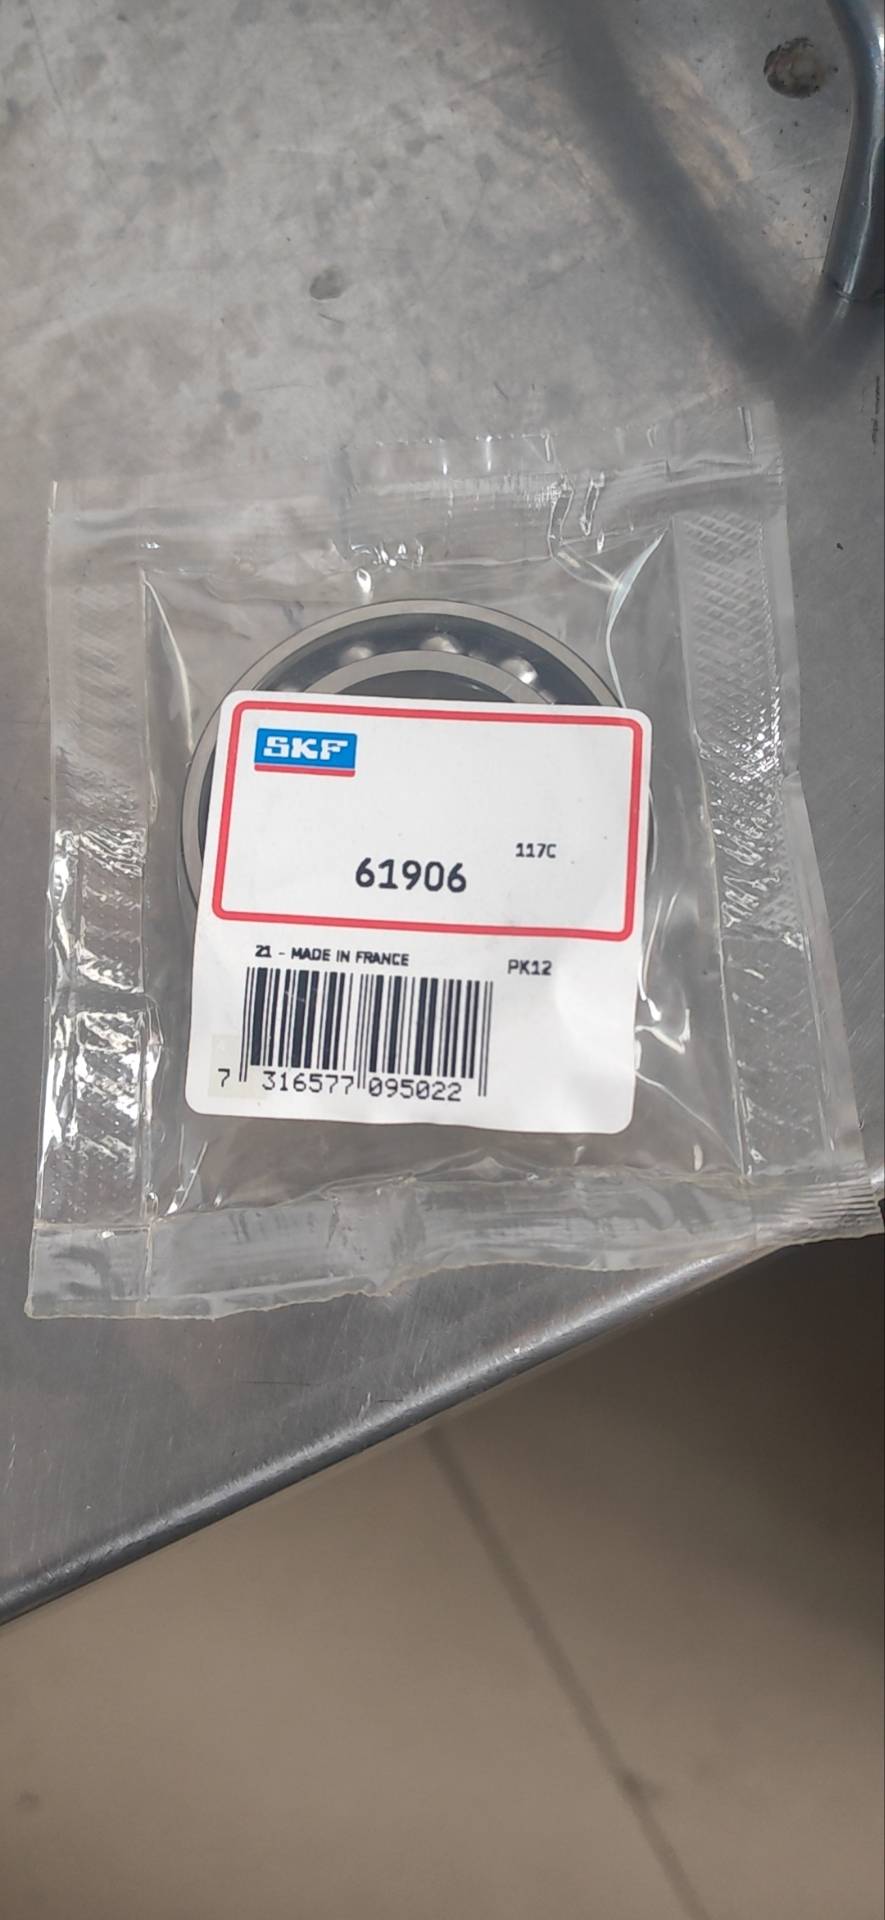 SKF
117C
61906
21 - MADE IN FRANCE
PK12
7 316577 095022